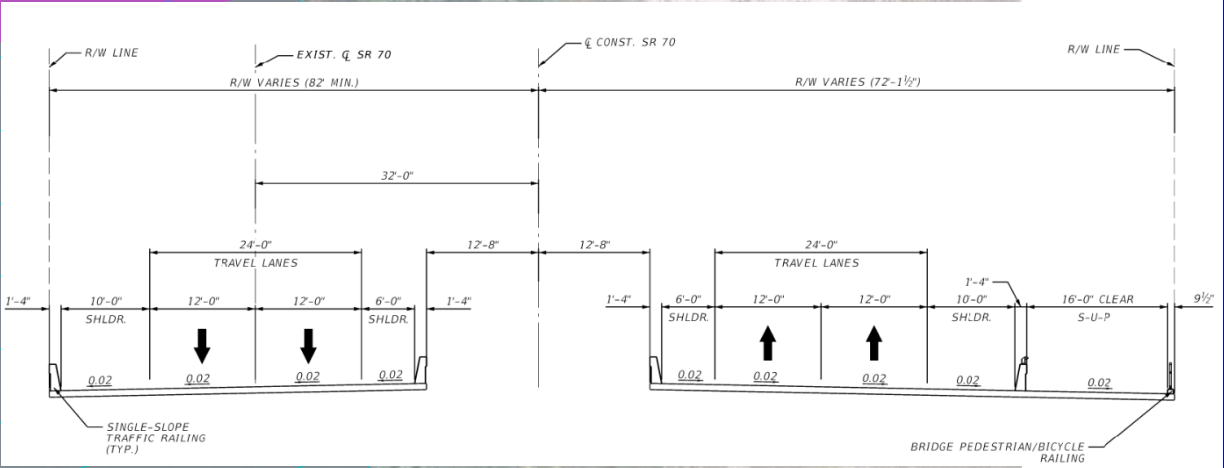 R/W LINE
EXIST. ℄ SR 70
℄ CONST. SR 70
R/W LINE
R/W VARIES (82' MIN.)
R/W VARIES (72'-1½")
32'-0"
24'-0"
TRAVEL LANES
12'-8"
12'-8"
24'-0"
TRAVEL LANES
1'-4"
10'-0"
SHLDR.
12'-0"
12'-0"
6'-0"
SHLDR.
1'-4"
1'-4"
6'-0"
SHLDR.
12'-0"
12'-0"
10'-0"
SHLDR.
1'-4"
16'-0" CLEAR
S-U-P
9½"
0.02
0.02
0.02
0.02
0.02
0.02
0.02
0.02
0.02
SINGLE-SLOPE
TRAFFIC RAILING
(TYP.)
BRIDGE PEDESTRIAN/BICYCLE
RAILING